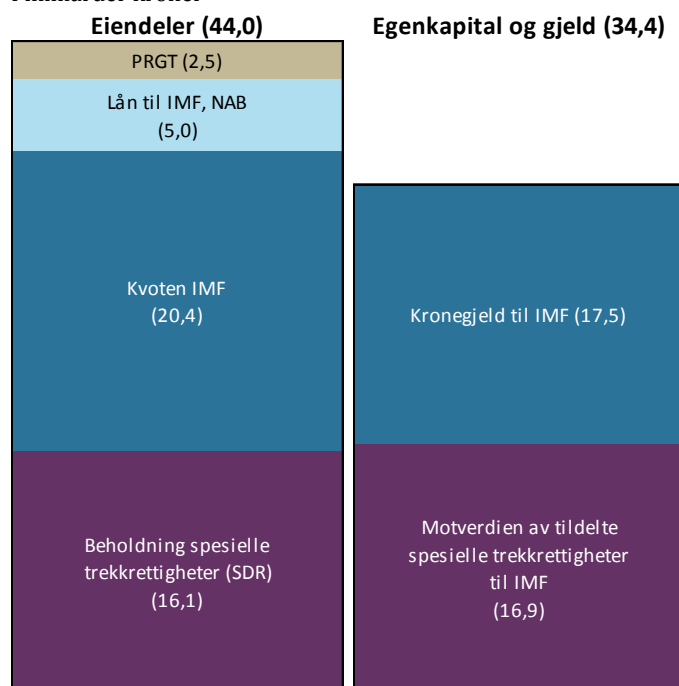 Eiendeler (44,0)
Egenkapital og gjeld (34,4)
PRGT (2,5)
Lån til IMF, NAB
(5,0)
Kvoten IMF
(20,4)
Kronegjeld til IMF (17,5)
Beholdning spesielle
trekkrettigheter (SDR)
(16,1)
Motverdien av tildelte
spesielle trekkrettigheter
til IMF
(16,9)